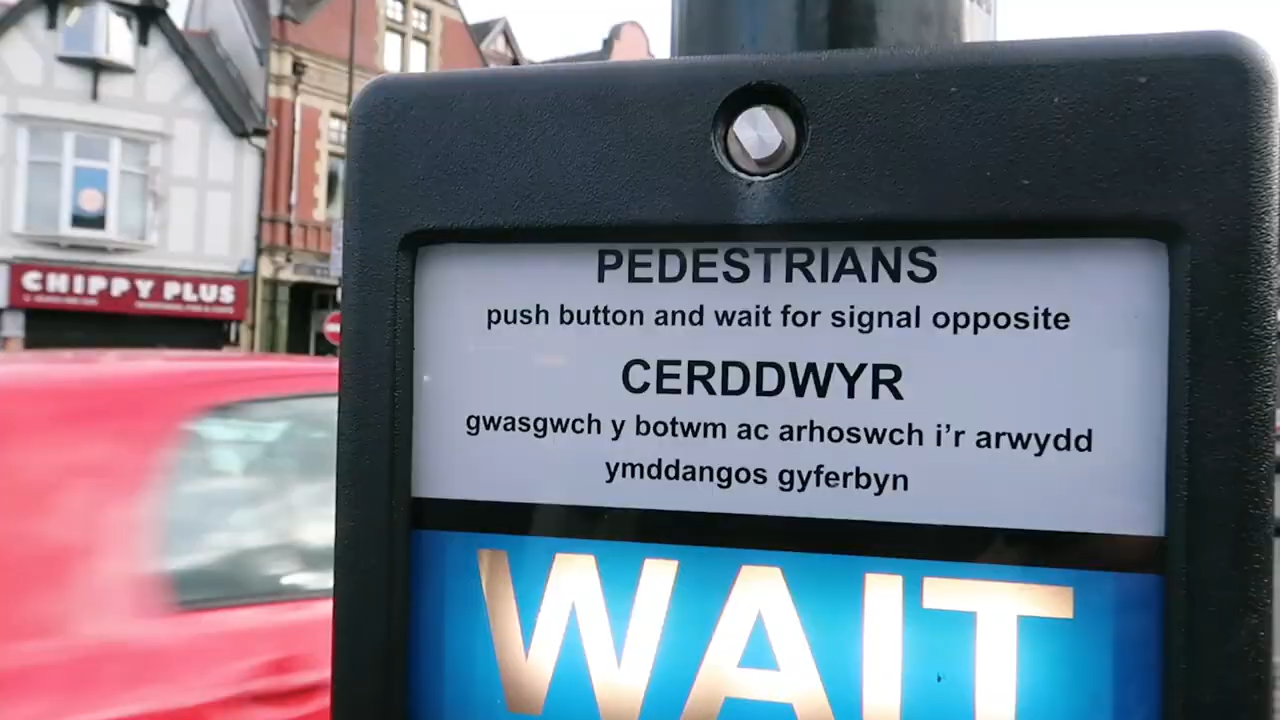 CHIPPY PLUS
PEDESTRIANS
push button and wait for signal opposite
CERDDWYR
gwasgwch y botwm ac arhoswch i'r arwydd
ymddangos gyferbyn
WAIT